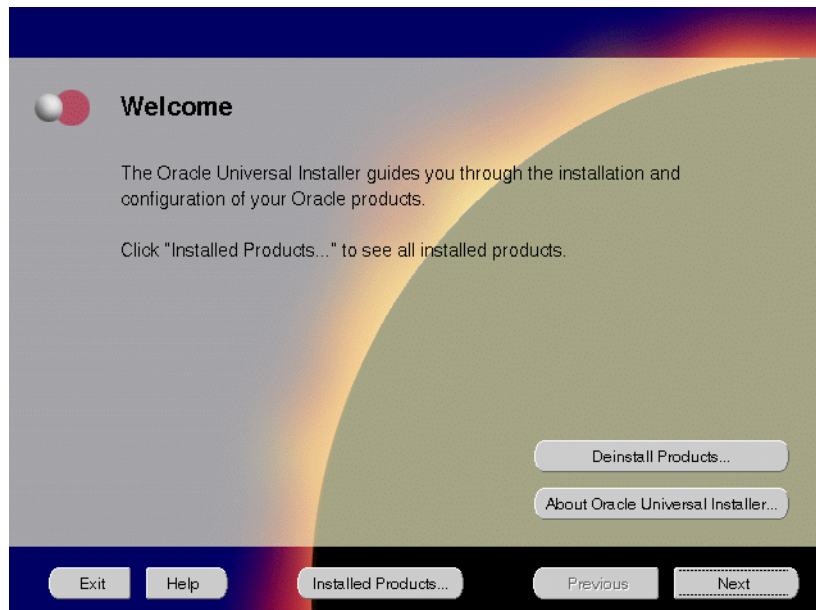 Welcome
The Oracle Universal Installer guides you through the installation and
configuration of your Oracle products.
Click "Installed Products..." to see all installed products.
Deinstall Products...
About Oracle Universal Installer...
Exit
Help
Installed Products...
Previous
Next